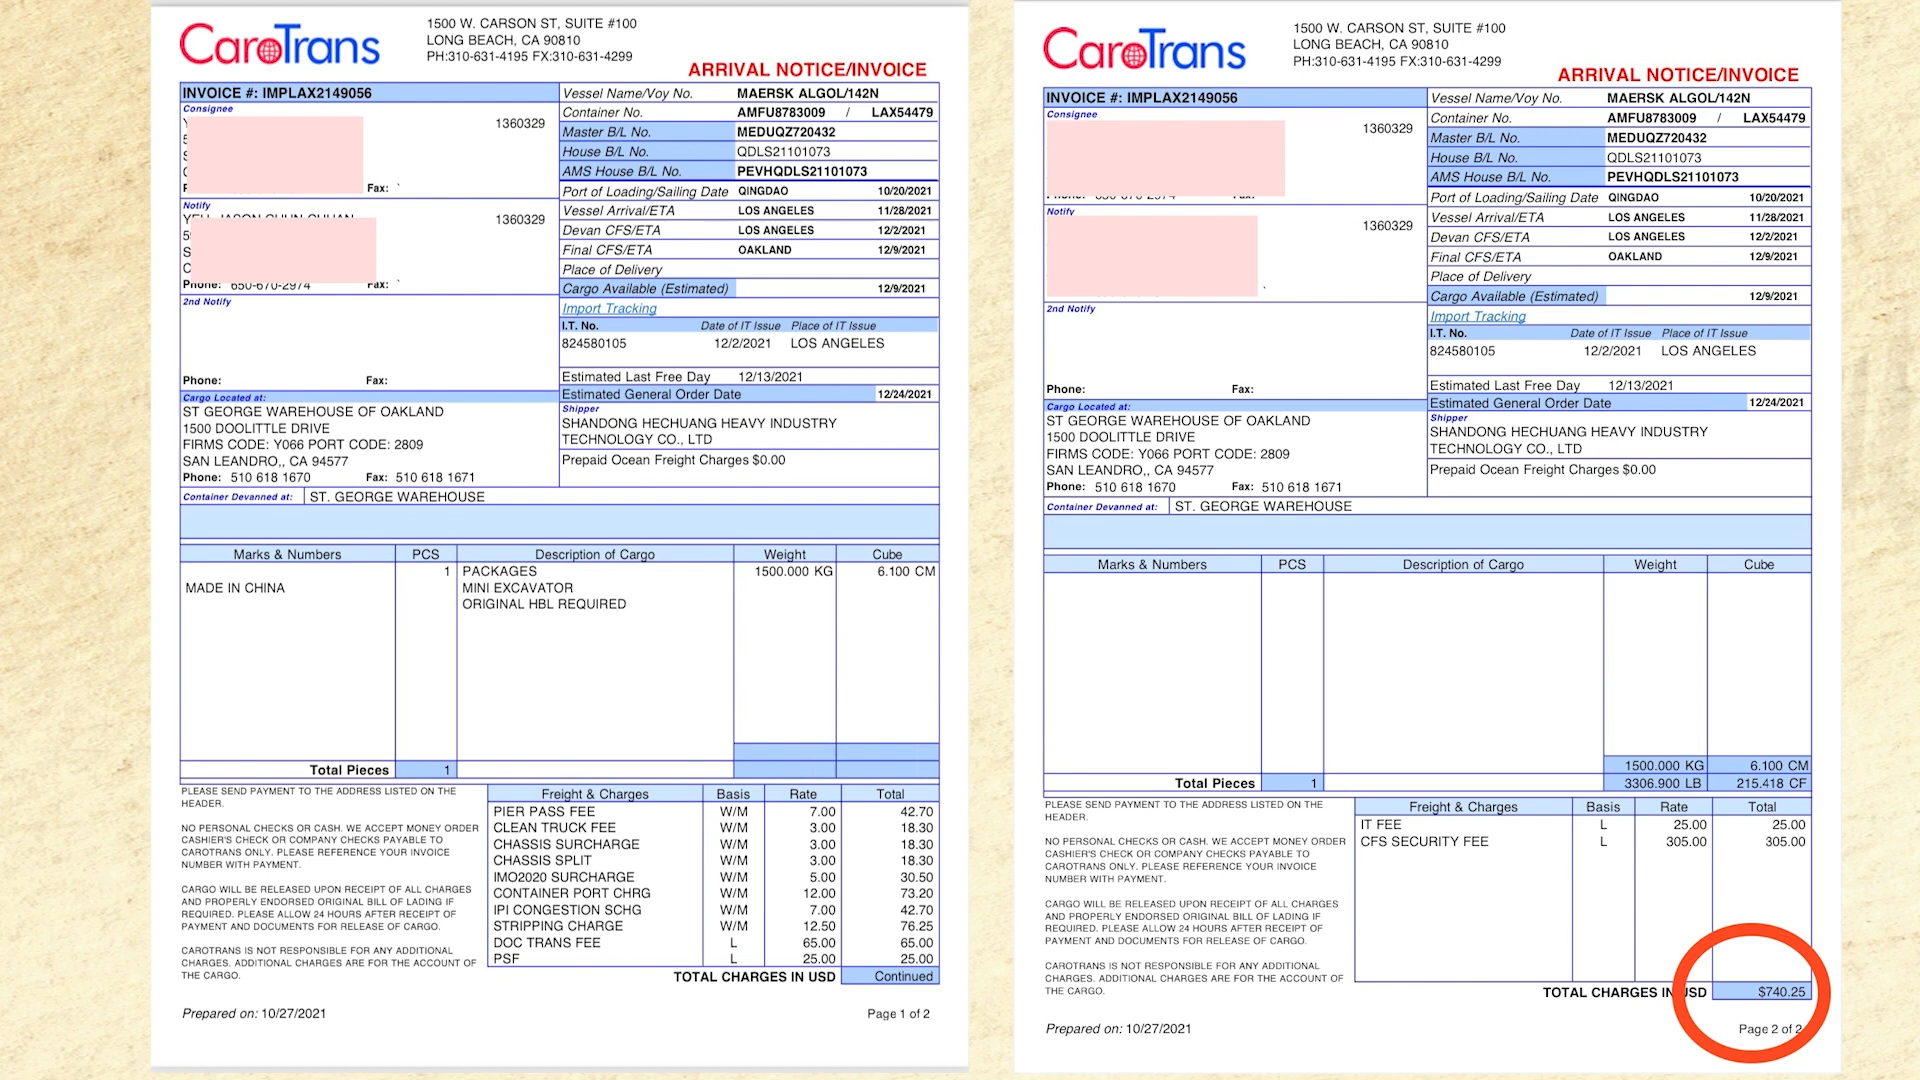 CaroTrans
1500 W. CARSON ST, SUITE #100
LONG BEACH, CA 90810
PH:310-631-4195 FX:310-631-4299
ARRIVAL NOTICE/INVOICE
INVOICE #: IMPLAX2149056
Consignee
1360329
Fax:
Notify
1360329
Phone: 650-670-2974 Fax:
2nd Notify
Phone: Fax:
Cargo Located at:
ST GEORGE WAREHOUSE OF OAKLAND
1500 DOOLITTLE DRIVE
FIRMS CODE: Y066 PORT CODE: 2809
SAN LEANDRO,, CA 94577
Phone: 510 618 1670 Fax: 510 618 1671
Vessel Name/Voy No. MAERSK ALGOL/142N
Container No. AMFU8783009 / LAX54479
Master B/L No. MEDUQZ720432
House B/L No. QDLS21101073
AMS House B/L No. PEVHQDLS21101073
Port of Loading/Sailing Date QINGDAO 10/20/2021
Vessel Arrival/ETA LOS ANGELES 11/28/2021
Devan CFS/ETA LOS ANGELES 12/2/2021
Final CFS/ETA OAKLAND 12/9/2021
Place of Delivery
Cargo Available (Estimated) 12/9/2021
Import Tracking
I.T. No. Date of IT Issue Place of IT Issue
824580105 12/2/2021 LOS ANGELES
Estimated Last Free Day 12/13/2021
Estimated General Order Date 12/24/2021
Shipper
SHANDONG HECHUANG HEAVY INDUSTRY
TECHNOLOGY CO., LTD
Prepaid Ocean Freight Charges $0.00
Container Devanned at: ST. GEORGE WAREHOUSE
Marks & Numbers PCS Description of Cargo Weight Cube
1 PACKAGES 1500.000 KG 6.100 CM
MADE IN CHINA MINI EXCAVATOR
ORIGINAL HBL REQUIRED
Total Pieces 1
PLEASE SEND PAYMENT TO THE ADDRESS LISTED ON THE
HEADER.
NO PERSONAL CHECKS OR CASH. WE ACCEPT MONEY ORDER
CASHIER'S CHECK OR COMPANY CHECKS PAYABLE TO
CAROTRANS ONLY. PLEASE REFERENCE YOUR INVOICE
NUMBER WITH PAYMENT.
CARGO WILL BE RELEASED UPON RECEIPT OF ALL CHARGES
AND PROPERLY ENDORSED ORIGINAL BILL OF LADING IF
REQUIRED. PLEASE ALLOW 24 HOURS AFTER RECEIPT OF
PAYMENT AND DOCUMENTS FOR RELEASE OF CARGO.
CAROTRANS IS NOT RESPONSIBLE FOR ANY ADDITIONAL
CHARGES. ADDITIONAL CHARGES ARE FOR THE ACCOUNT OF
THE CARGO.
Freight & Charges Basis Rate Total
PIER PASS FEE W/M 7.00 42.70
CLEAN TRUCK FEE W/M 3.00 18.30
CHASSIS SURCHARGE W/M 3.00 18.30
CHASSIS SPLIT W/M 3.00 18.30
IMO2020 SURCHARGE W/M 5.00 30.50
CONTAINER PORT CHRG W/M 12.00 73.20
IPI CONGESTION SCHG W/M 7.00 42.70
STRIPPING CHARGE W/M 12.50 76.25
DOC TRANS FEE L 65.00 65.00
PSF L 25.00 25.00
TOTAL CHARGES IN USD Continued
Prepared on: 10/27/2021 Page 1 of 2
CaroTrans
1500 W. CARSON ST, SUITE #100
LONG BEACH, CA 90810
PH:310-631-4195 FX:310-631-4299
ARRIVAL NOTICE/INVOICE
INVOICE #: IMPLAX2149056
Consignee
1360329
Notify
1360329
2nd Notify
Phone: Fax:
Cargo Located at:
ST GEORGE WAREHOUSE OF OAKLAND
1500 DOOLITTLE DRIVE
FIRMS CODE: Y066 PORT CODE: 2809
SAN LEANDRO,, CA 94577
Phone: 510 618 1670 Fax: 510 618 1671
Vessel Name/Voy No. MAERSK ALGOL/142N
Container No. AMFU8783009 / LAX54479
Master B/L No. MEDUQZ720432
House B/L No. QDLS21101073
AMS House B/L No. PEVHQDLS21101073
Port of Loading/Sailing Date QINGDAO 10/20/2021
Vessel Arrival/ETA LOS ANGELES 11/28/2021
Devan CFS/ETA LOS ANGELES 12/2/2021
Final CFS/ETA OAKLAND 12/9/2021
Place of Delivery
Cargo Available (Estimated) 12/9/2021
Import Tracking
I.T. No. Date of IT Issue Place of IT Issue
824580105 12/2/2021 LOS ANGELES
Estimated Last Free Day 12/13/2021
Estimated General Order Date 12/24/2021
Shipper
SHANDONG HECHUANG HEAVY INDUSTRY
TECHNOLOGY CO., LTD
Prepaid Ocean Freight Charges $0.00
Container Devanned at: ST. GEORGE WAREHOUSE
Marks & Numbers PCS Description of Cargo Weight Cube
1500.000 KG 6.100 CM
Total Pieces 1 3306.900 LB 215.418 CF
PLEASE SEND PAYMENT TO THE ADDRESS LISTED ON THE
HEADER.
NO PERSONAL CHECKS OR CASH. WE ACCEPT MONEY ORDER
CASHIER'S CHECK OR COMPANY CHECKS PAYABLE TO
CAROTRANS ONLY. PLEASE REFERENCE YOUR INVOICE
NUMBER WITH PAYMENT.
CARGO WILL BE RELEASED UPON RECEIPT OF ALL CHARGES
AND PROPERLY ENDORSED ORIGINAL BILL OF LADING IF
REQUIRED. PLEASE ALLOW 24 HOURS AFTER RECEIPT OF
PAYMENT AND DOCUMENTS FOR RELEASE OF CARGO.
CAROTRANS IS NOT RESPONSIBLE FOR ANY ADDITIONAL
CHARGES. ADDITIONAL CHARGES ARE FOR THE ACCOUNT OF
THE CARGO.
Freight & Charges Basis Rate Total
IT FEE L 25.00 25.00
CFS SECURITY FEE L 305.00 305.00
TOTAL CHARGES IN USD $740.25
Prepared on: 10/27/2021 Page 2 of 2